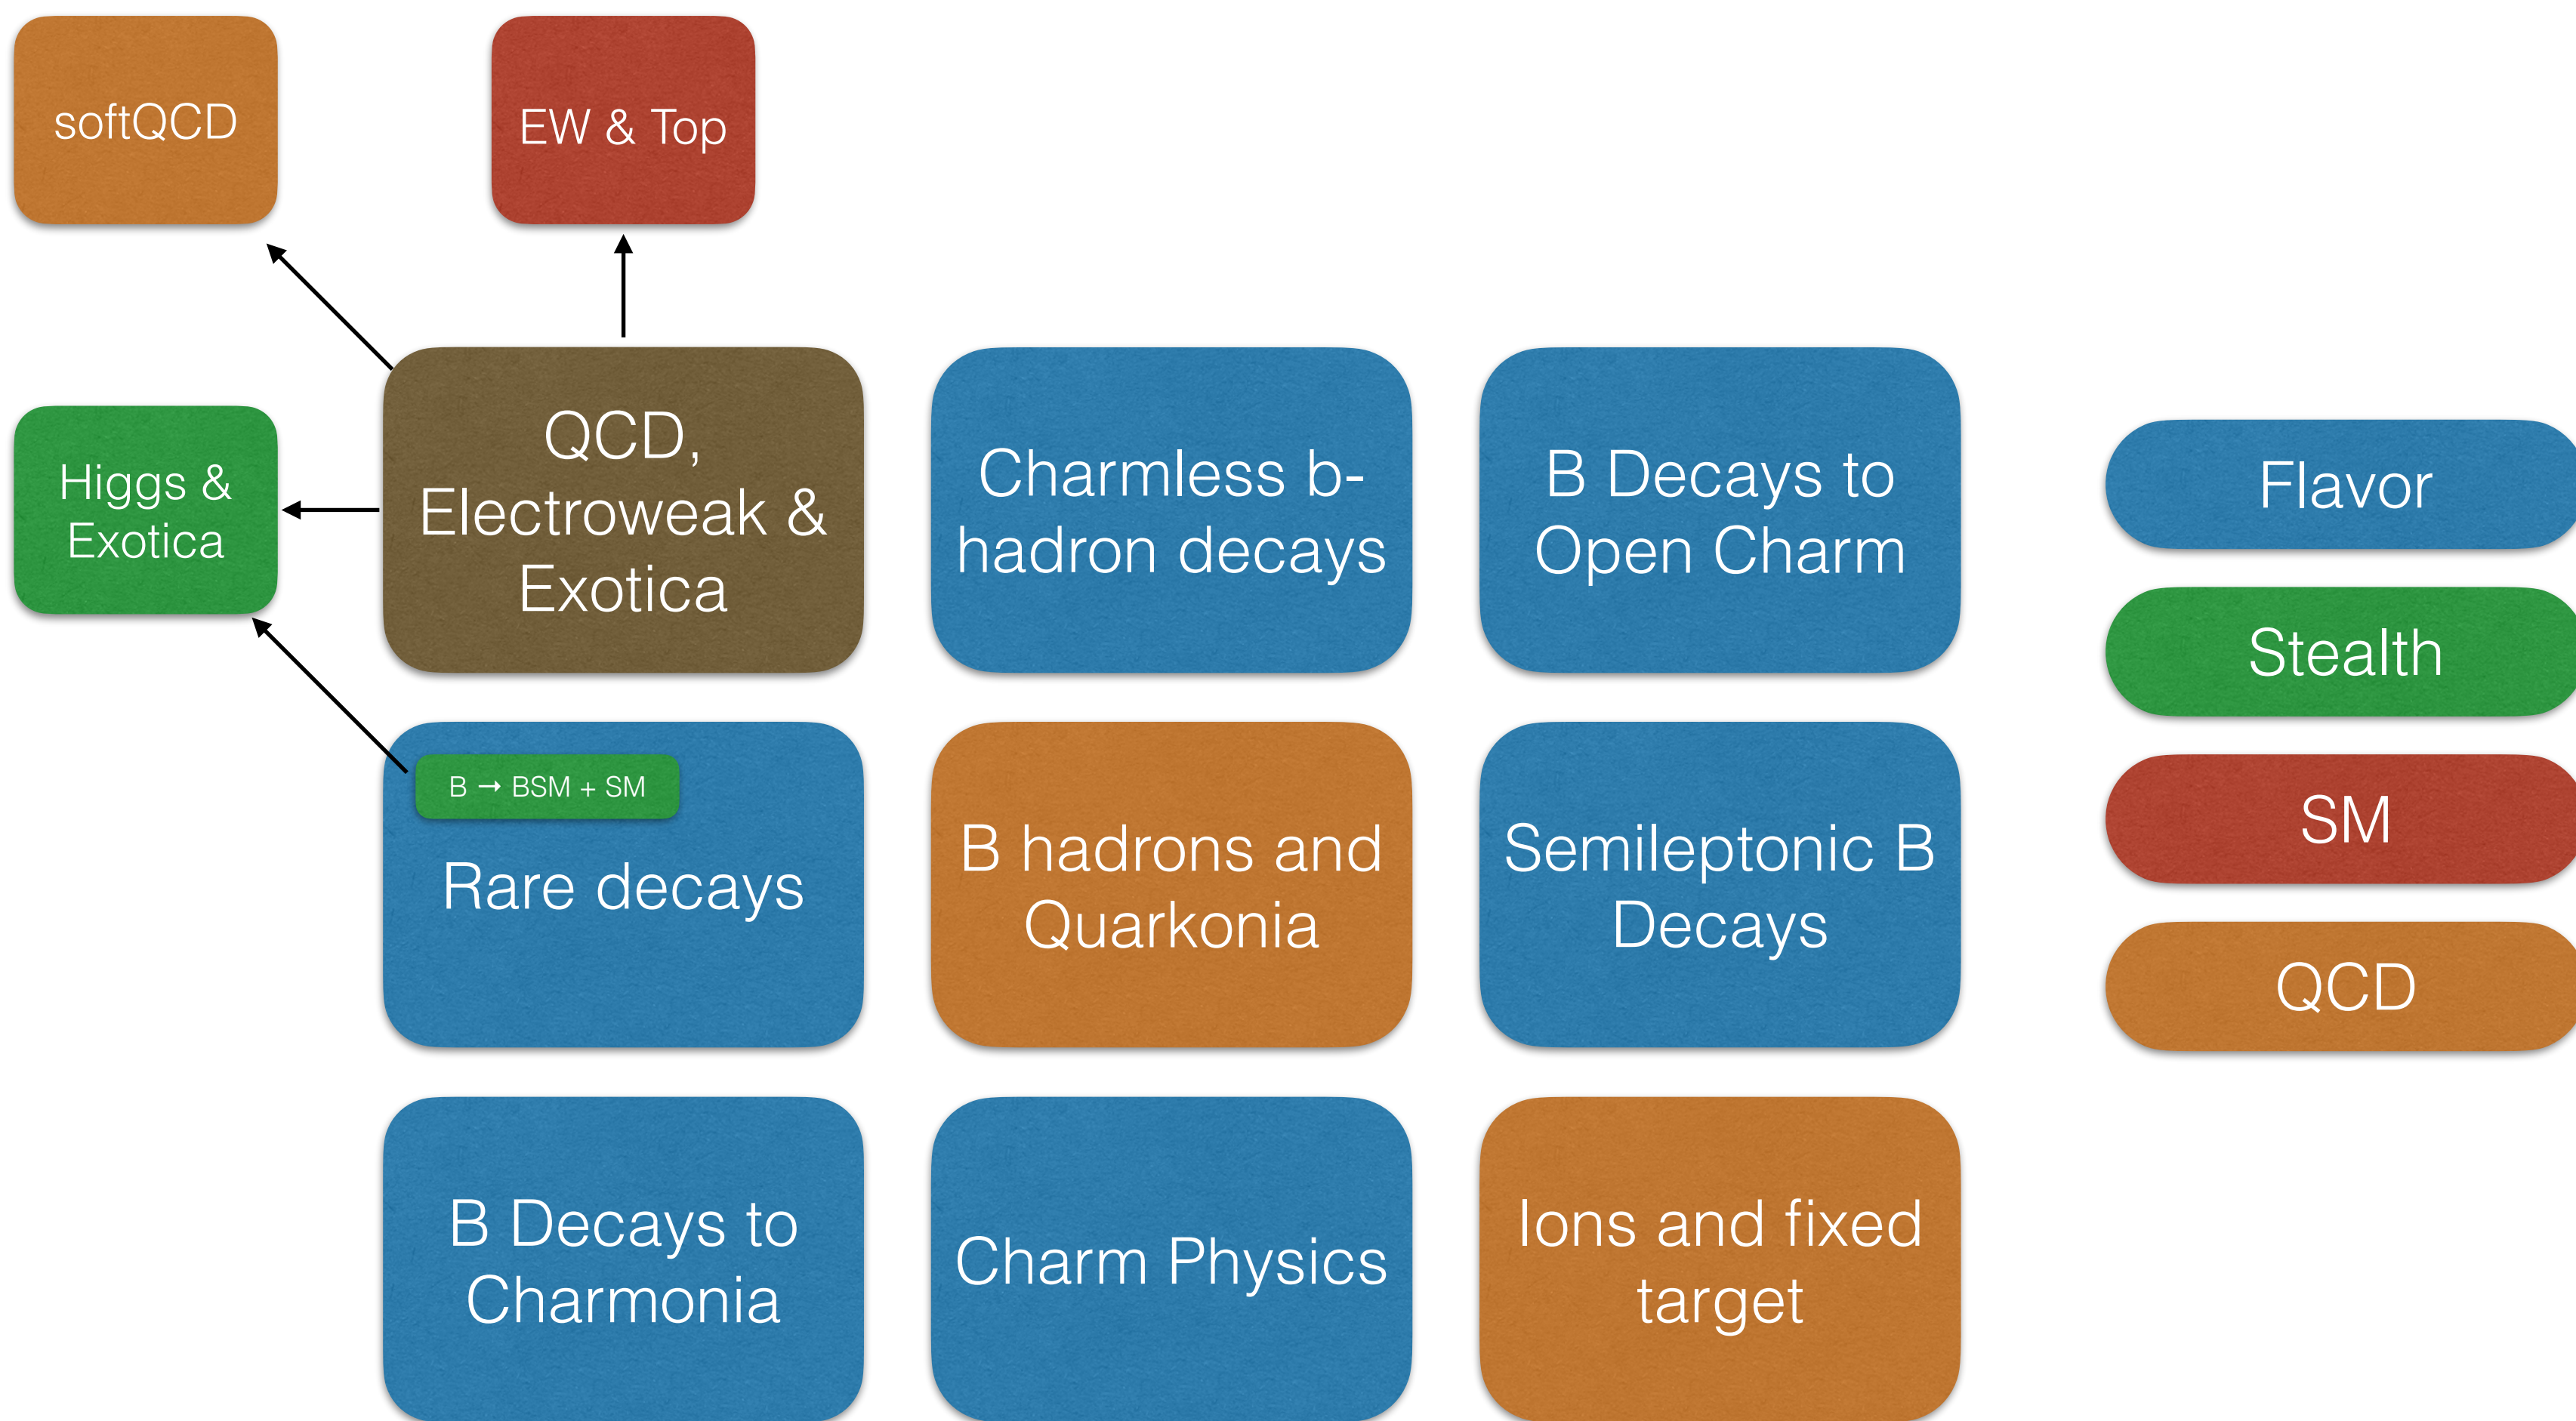 softQCD
EW & Top
Higgs &
Exotica
QCD,
Electroweak &
Exotica
Charmless b-
hadron decays
B Decays to
Open Charm
B → BSM + SM
Rare decays
B hadrons and
Quarkonia
Semileptonic B
Decays
B Decays to
Charmonia
Charm Physics
Ions and fixed
target
Flavor
Stealth
SM
QCD